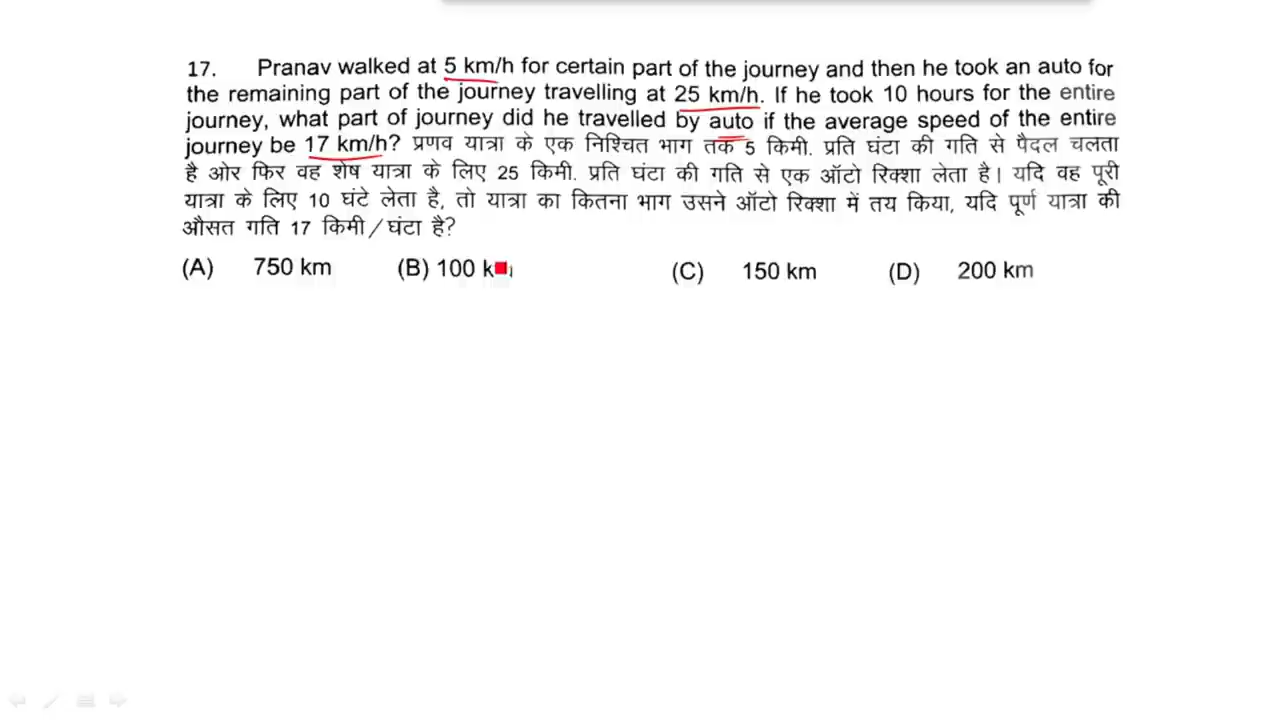 17. Pranav walked at 5 km/h for certain part of the journey and then he took an auto for
the remaining part of the journey travelling at 25 km/h. If he took 10 hours for the entire
journey, what part of journey did he travelled by auto if the average speed of the entire
journey be 17 km/h? प्रणव यात्रा के एक निश्चित भाग तक 5 किमी. प्रति घंटा की गति से पैदल चलता
है ओर फिर वह शेष यात्रा के लिए 25 किमी. प्रति घंटा की गति से एक ऑटो रिक्शा लेता है। यदि वह पूरी
यात्रा के लिए 10 घंटे लेता है, तो यात्रा का कितना भाग उसने ऑटो रिक्शा में तय किया, यदि पूर्ण यात्रा की
औसत गति 17 किमी/घंटा है?
(A) 750 km (B) 100 (C) 150 km (D) 200 km